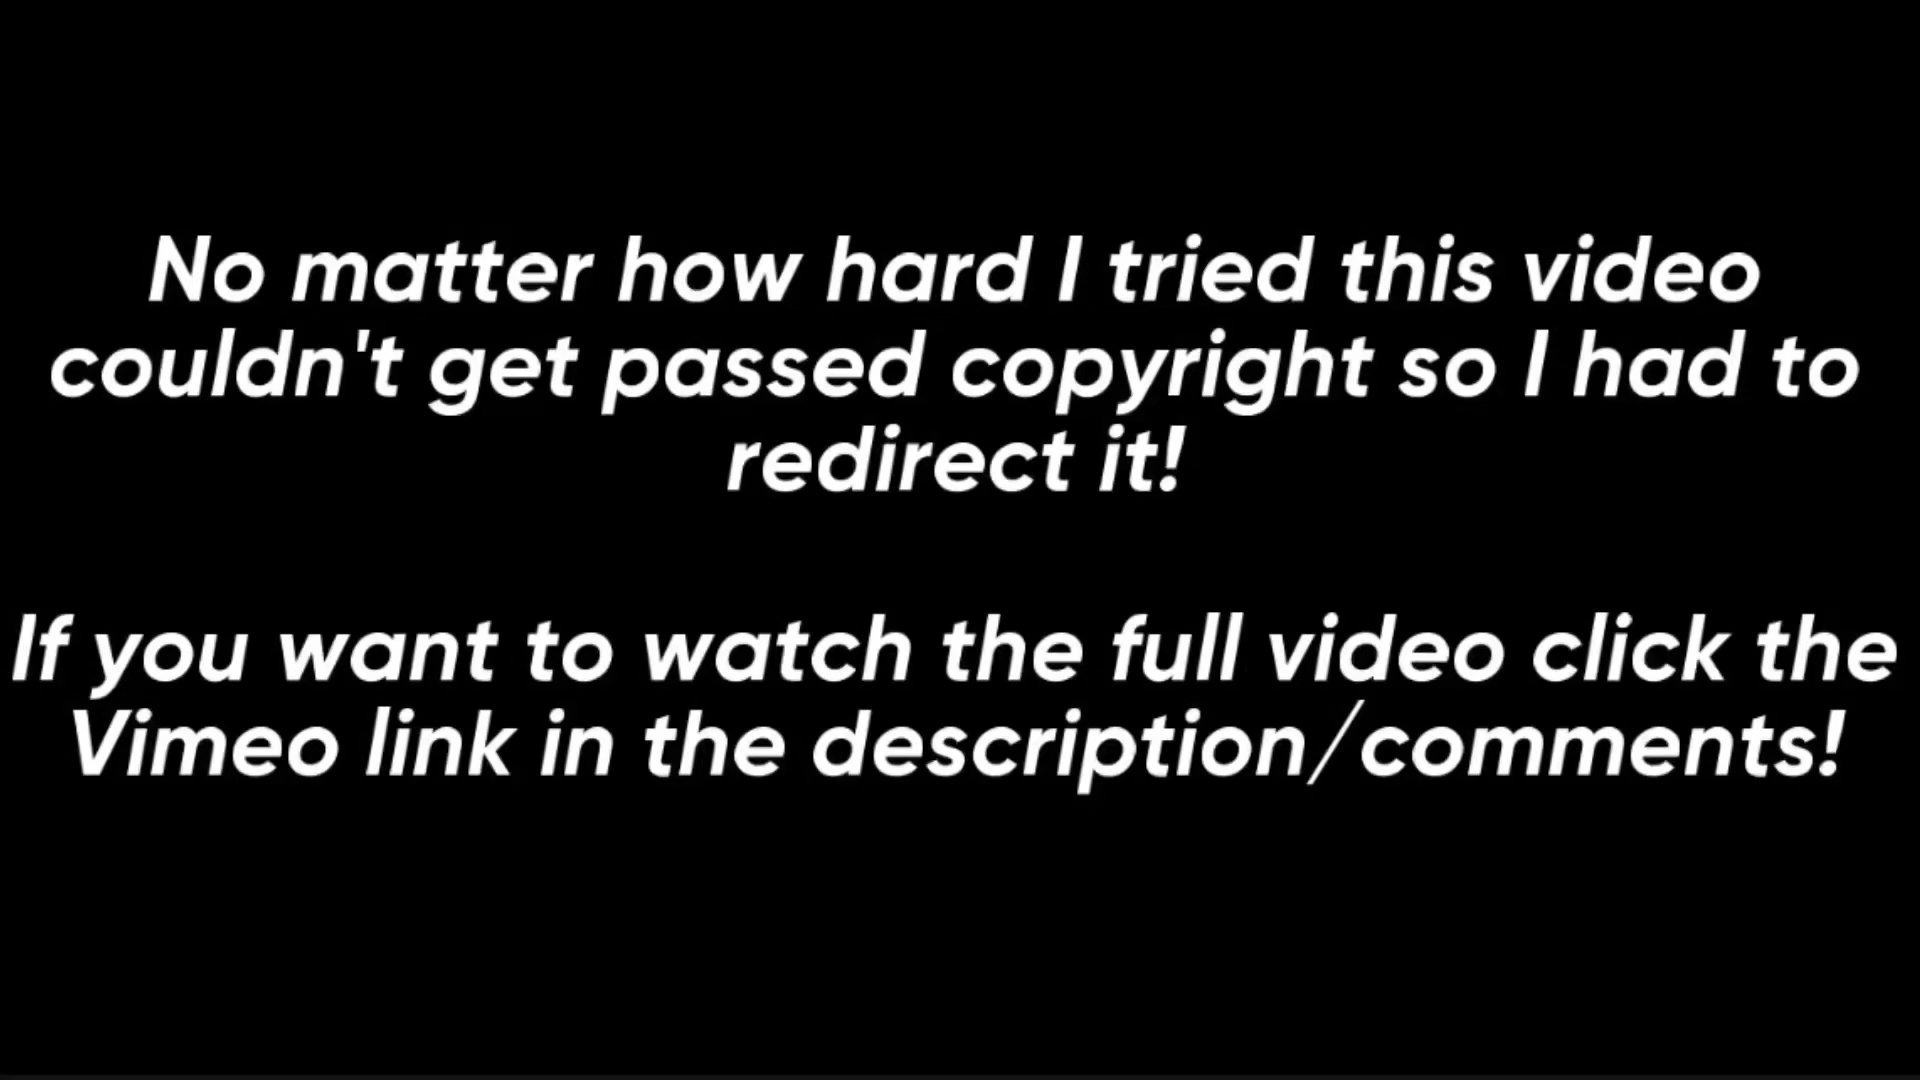 No matter how hard I tried this video
couldn't get passed copyright so I had to
redirect it!
If you want to watch the full video click the
Vimeo link in the description/comments!